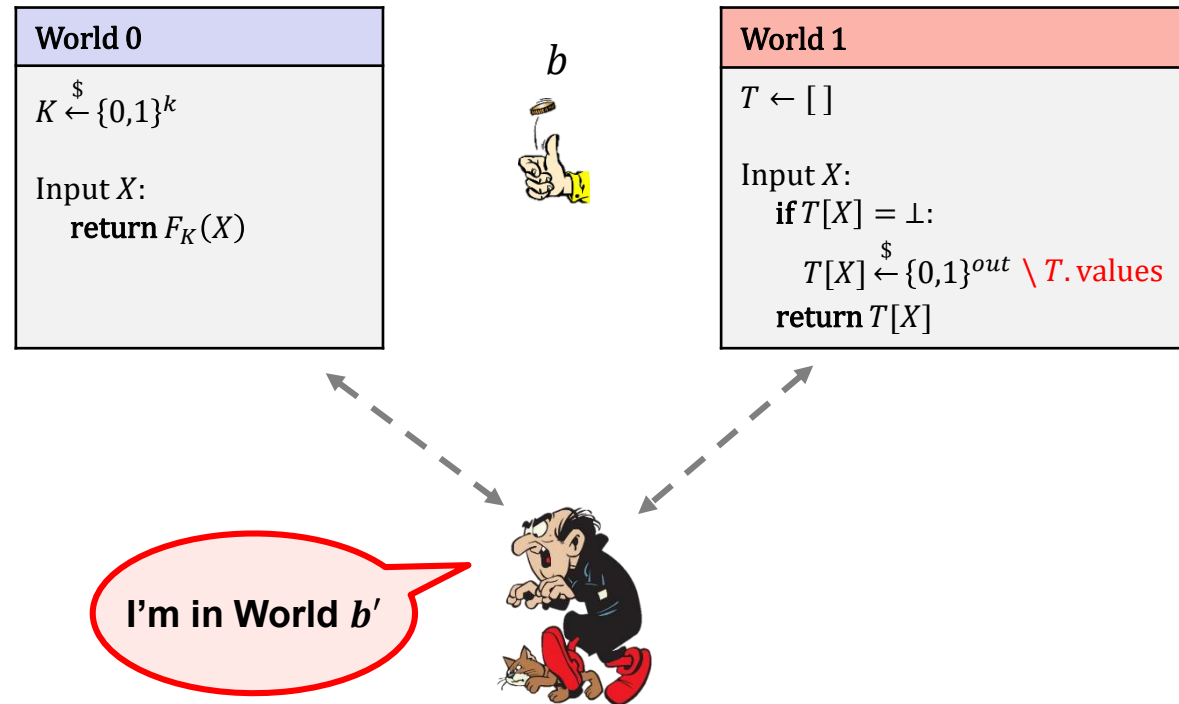 World 0
K ←$ {0,1}^k
Input X:
return F_K(X)
b
World 1
T ← [ ]
Input X:
if T[X] = ⊥:
T[X] ←$ {0,1}^out \ T.values
return T[X]
I'm in World b′